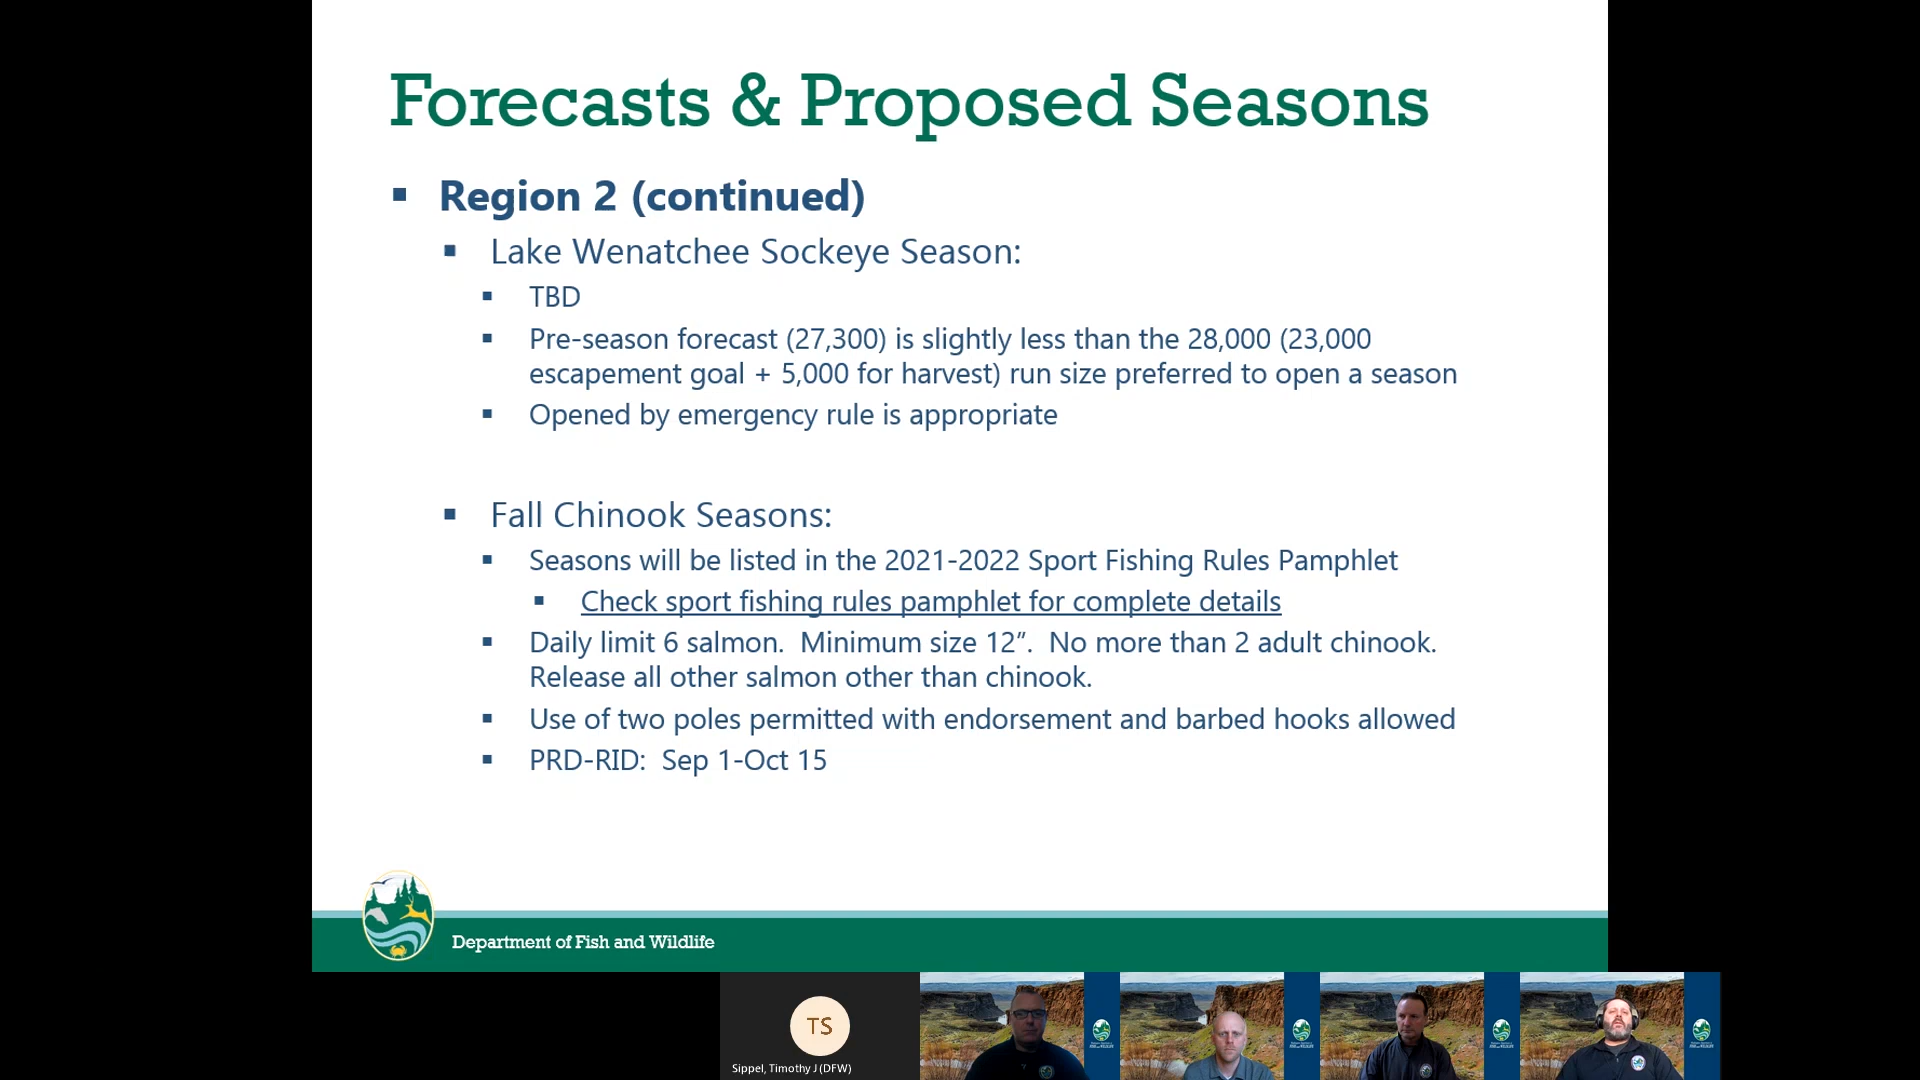 Forecasts & Proposed Seasons
Region 2 (continued)
Lake Wenatchee Sockeye Season:
TBD
Pre-season forecast (27,300) is slightly less than the 28,000 (23,000
escapement goal + 5,000 for harvest) run size preferred to open a season
Opened by emergency rule is appropriate
Fall Chinook Seasons:
Seasons will be listed in the 2021-2022 Sport Fishing Rules Pamphlet
Check sport fishing rules pamphlet for complete details
Daily limit 6 salmon.  Minimum size 12”.  No more than 2 adult chinook.
Release all other salmon other than chinook.
Use of two poles permitted with endorsement and barbed hooks allowed
PRD-RID:  Sep 1-Oct 15
Department of Fish and Wildlife
TS
Sippel, Timothy J (DFW)